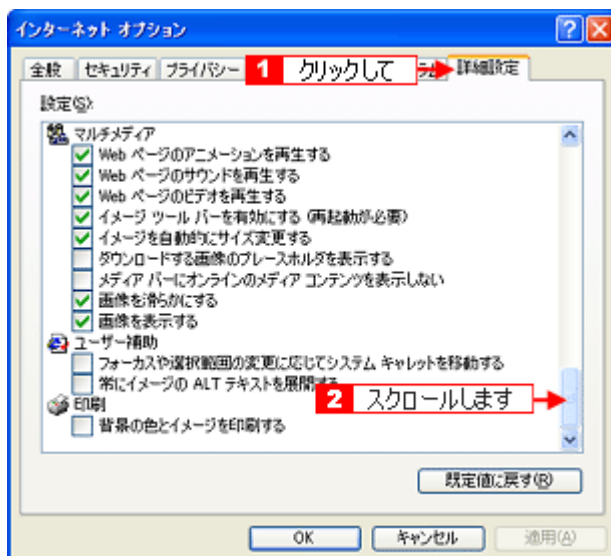 インターネット オプション
全般 セキュリティ プライバシー 1 クリックして 詳細設定
設定(S):
マルチメディア
Web ページのアニメーションを再生する
Web ページのサウンドを再生する
Web ページのビデオを再生する
イメージ ツール バーを有効にする (再起動が必要)
イメージを自動的にサイズ変更する
ダウンロードする画像のプレースホルダを表示する
メディア バーにオンラインのメディア コンテンツを表示しない
画像を滑らかにする
画像を表示する
ユーザー補助
フォーカスや選択範囲の変更に応じてシステム キャレットを移動する
常にイメージの ALT テキストを展開する
2 スクロールします
印刷
背景の色とイメージを印刷する
既定値に戻す(R)
OK キャンセル 適用(A)